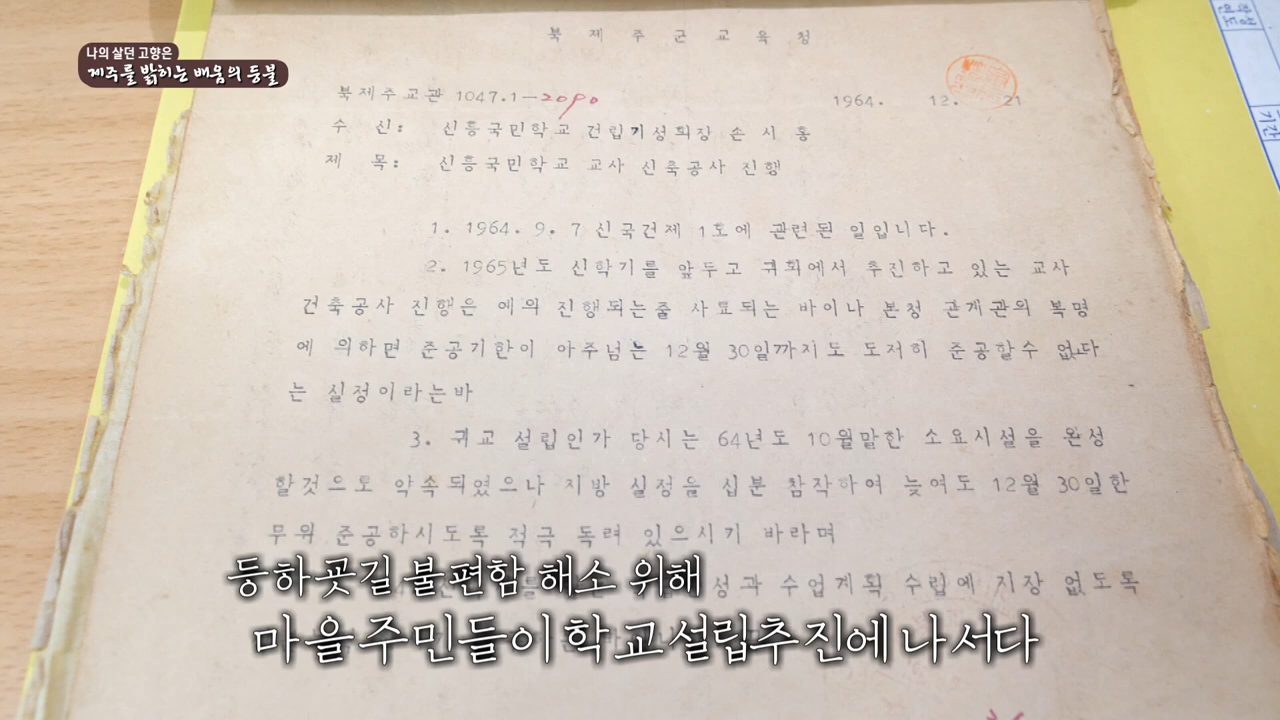 나의 살던 고향은
제주를 밝히는 배움의 등불
북제주군교육청
북제주교관 1047.1-2090
1964. 12. 21
수 신: 신흥국민학교 건립기성회장 손 시 홍
제 목: 신흥국민학교 교사 신축공사 진행
1. 1964. 9. 7 신국건제 1호에 관련된 일입니다.
2. 1965년도 신학기를 앞두고 귀회에서 추진하고 있는 교사
건축공사 진행은 예의 진행되는줄 사료되는 바이나 본청 관계관의 복명
에 의하면 준공기한이 아주넘는 12월 30일까지도 도저히 준공할수 없다
는 실정이라는바
3. 귀교 설립인가 당시는 64년도 10월말한 소요시설을 완성
할것으로 약속되였으나 지방 실정을 십분 참작하여 늦여도 12월 30일한
무위 준공하시도록 적극 독려 있으시기 바라며
성과 수업계획 수립에 지장 없도록
등하굣길 불편함 해소 위해
마을 주민들이 학교 설립 추진에 나서다
기간